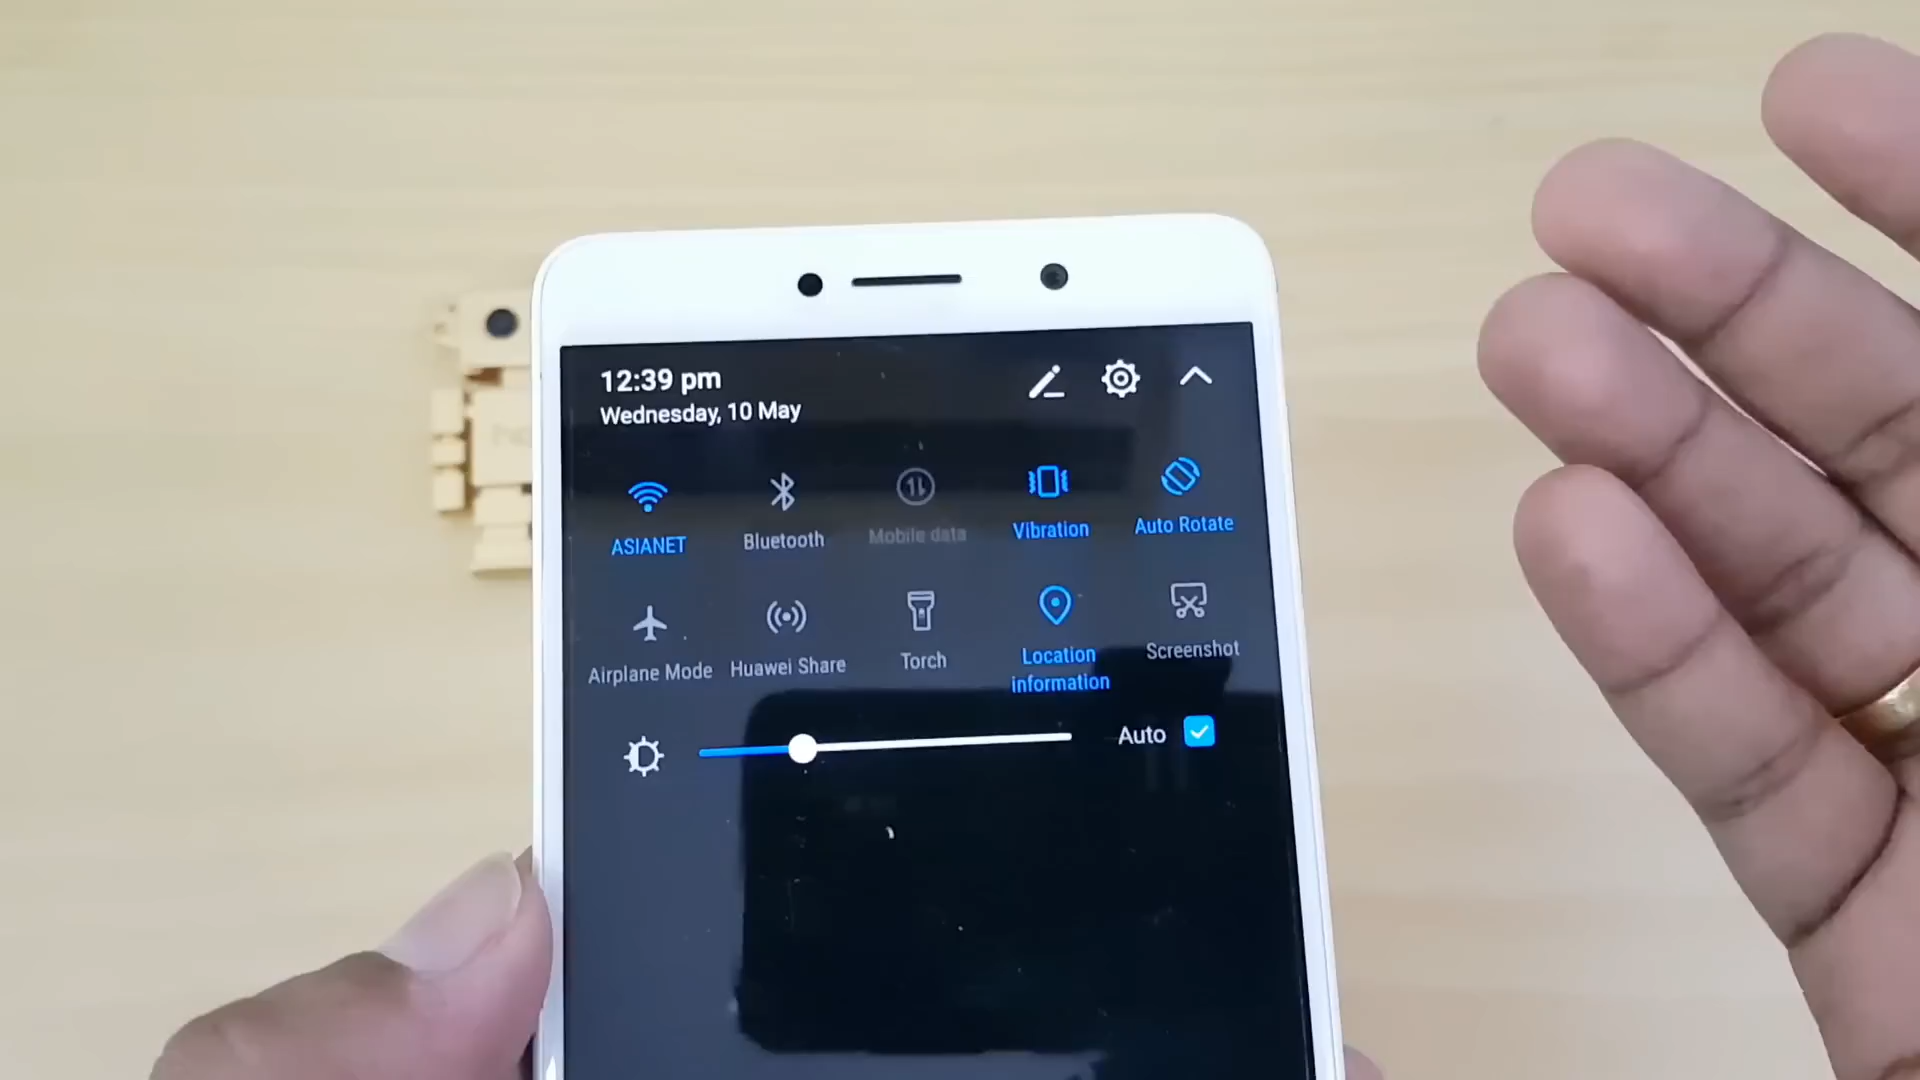 12:39 pm
Wednesday, 10 May
ASIANET
Bluetooth
Mobile data
Vibration
Auto Rotate
Airplane Mode
Huawei Share
Torch
Location
information
Screenshot
Auto